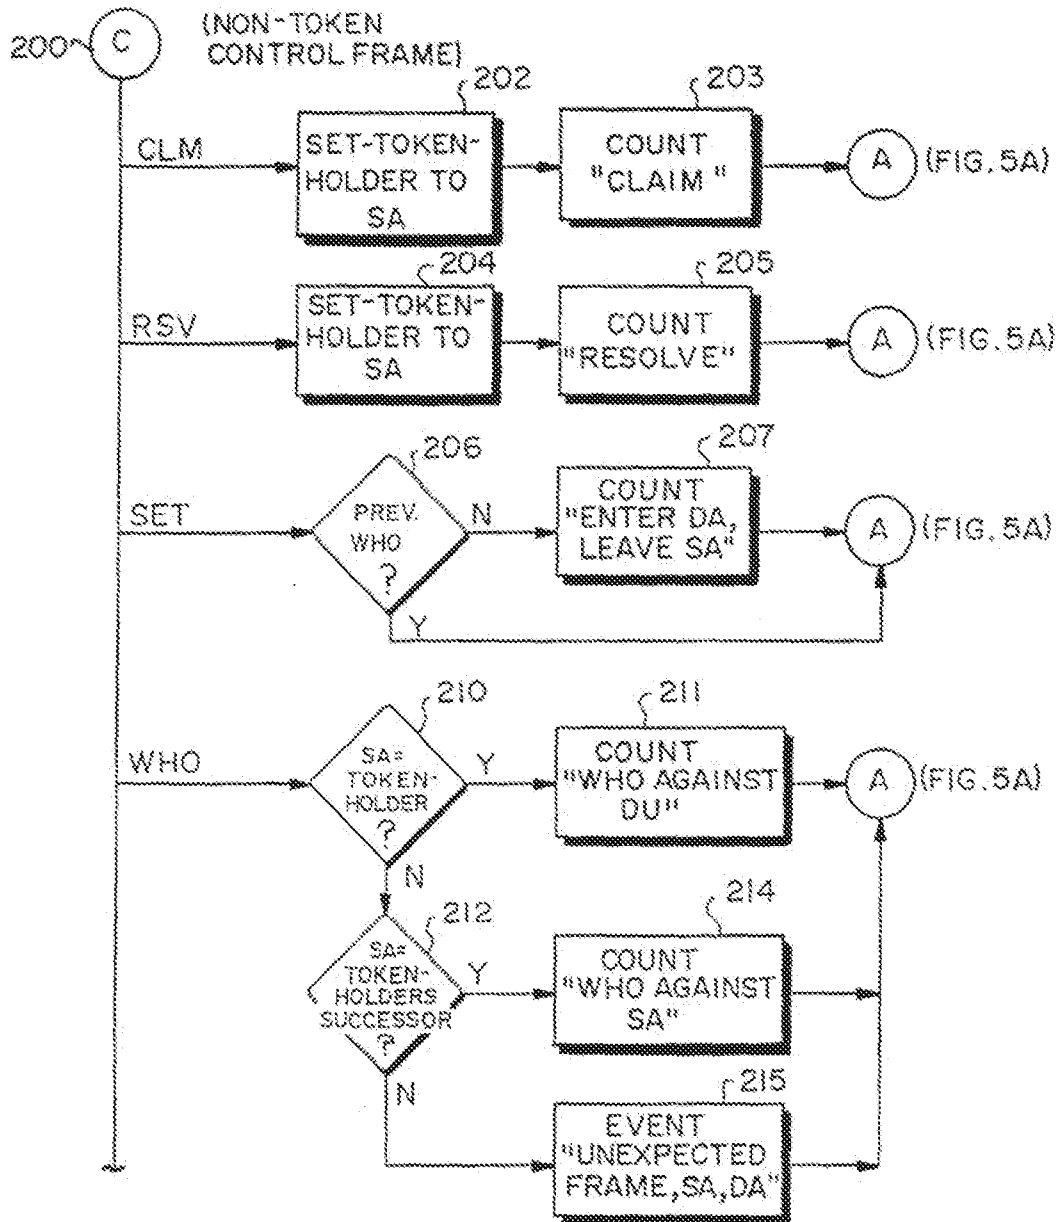 200
C
(NON-TOKEN
CONTROL FRAME)
CLM
202
SET-TOKEN-
HOLDER TO
SA
203
COUNT
"CLAIM"
A
(FIG.5A)
RSV
204
SET-TOKEN-
HOLDER TO
SA
205
COUNT
"RESOLVE"
A
(FIG.5A)
SET
206
PREV.
WHO
?
N
Y
207
COUNT
"ENTER DA,
LEAVE SA"
A
(FIG.5A)
WHO
210
SA=
TOKEN-
HOLDER
?
Y
N
211
COUNT
"WHO AGAINST
DU"
A
(FIG.5A)
212
SA=
TOKEN-
HOLDERS
SUCCESSOR
?
Y
N
214
COUNT
"WHO AGAINST
SA"
215
EVENT
"UNEXPECTED
FRAME,SA,DA"